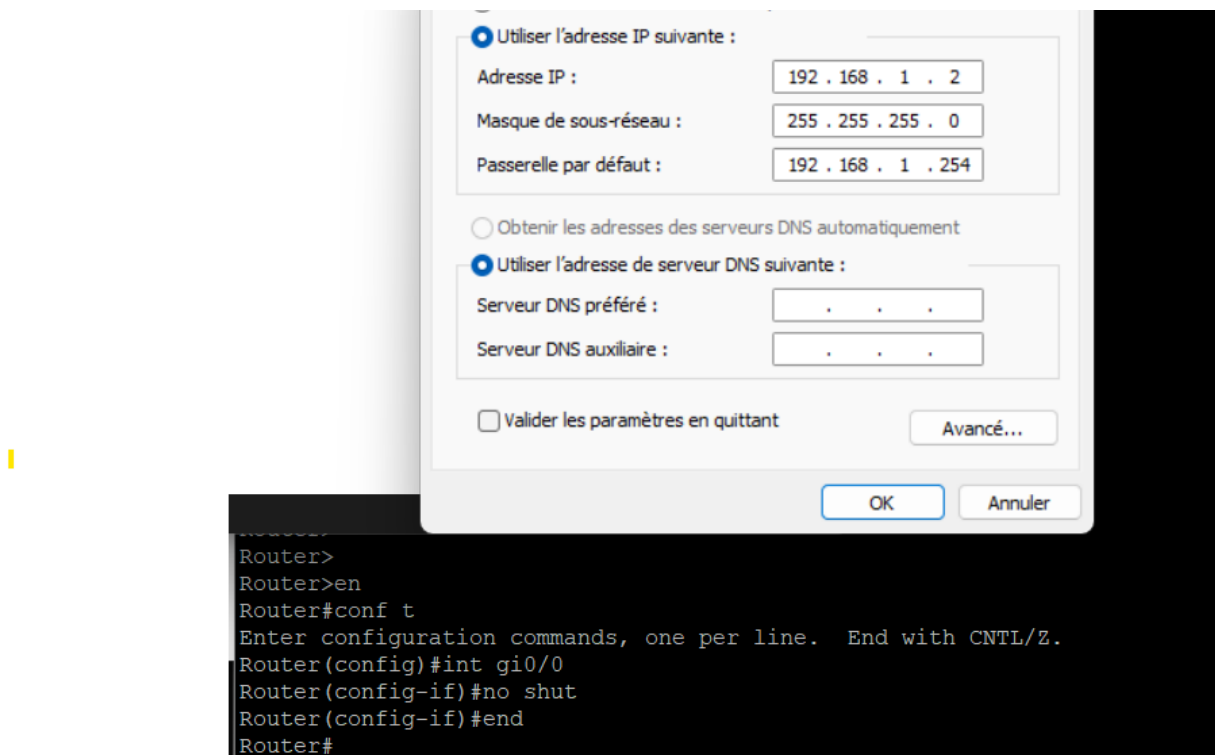 Utiliser l'adresse IP suivante :
Adresse IP : 192 . 168 . 1 . 2
Masque de sous-réseau : 255 . 255 . 255 . 0
Passerelle par défaut : 192 . 168 . 1 . 254
Obtenir les adresses des serveurs DNS automatiquement
Utiliser l'adresse de serveur DNS suivante :
Serveur DNS préféré : . . .
Serveur DNS auxiliaire : . . .
Valider les paramètres en quittant
Avancé...
OK Annuler
Router>
Router>en
Router#conf t
Enter configuration commands, one per line.  End with CNTL/Z.
Router(config)#int gi0/0
Router(config-if)#no shut
Router(config-if)#end
Router#